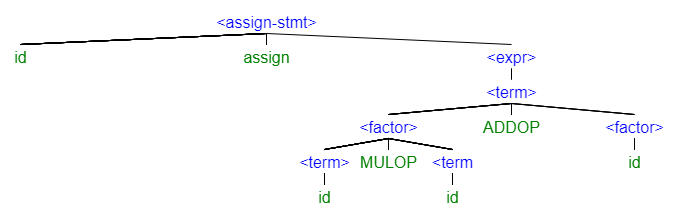 <assign-stmt>
id assign <expr>
<term>
<factor> ADDOP <factor>
<term> MULOP <term id
id id